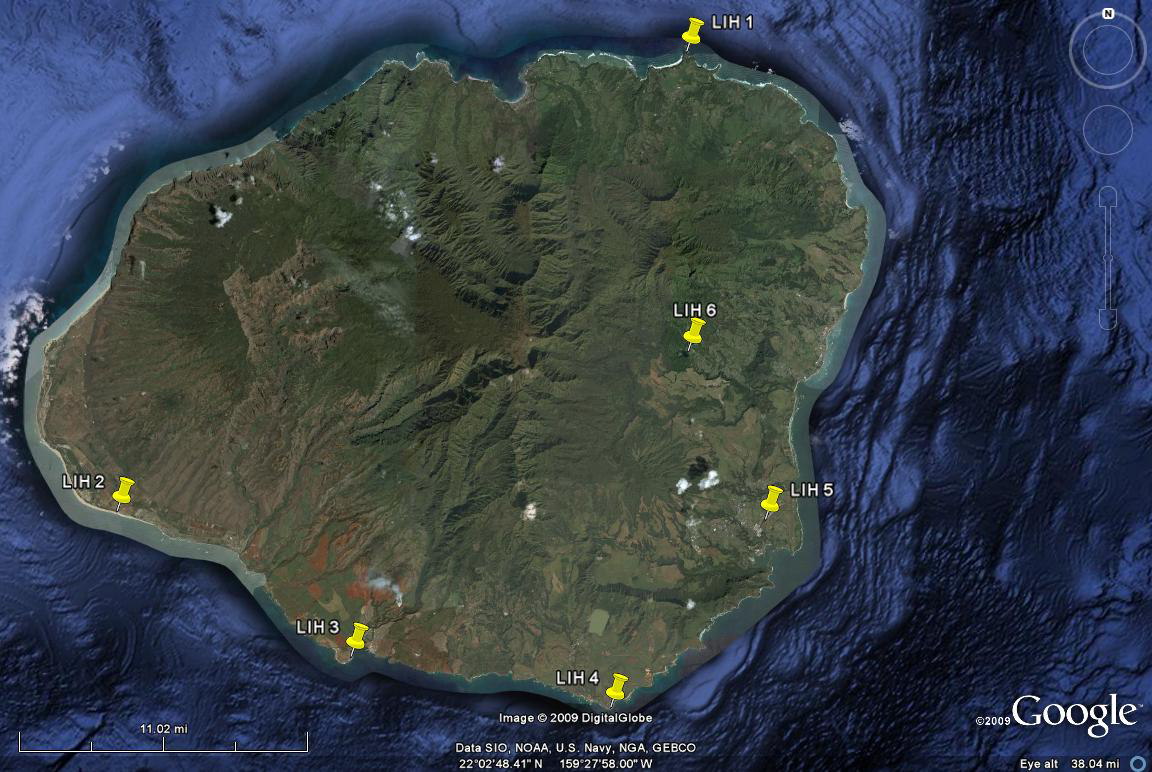 N
LIH 1
LIH 6
LIH 2
LIH 5
LIH 3
LIH 4
Image © 2009 DigitalGlobe
©2009 Google™
11.02 mi
Data SIO, NOAA, U.S. Navy, NGA, GEBCO
22°02'48.41" N 159°27'58.00" W
Eye alt 38.04 mi